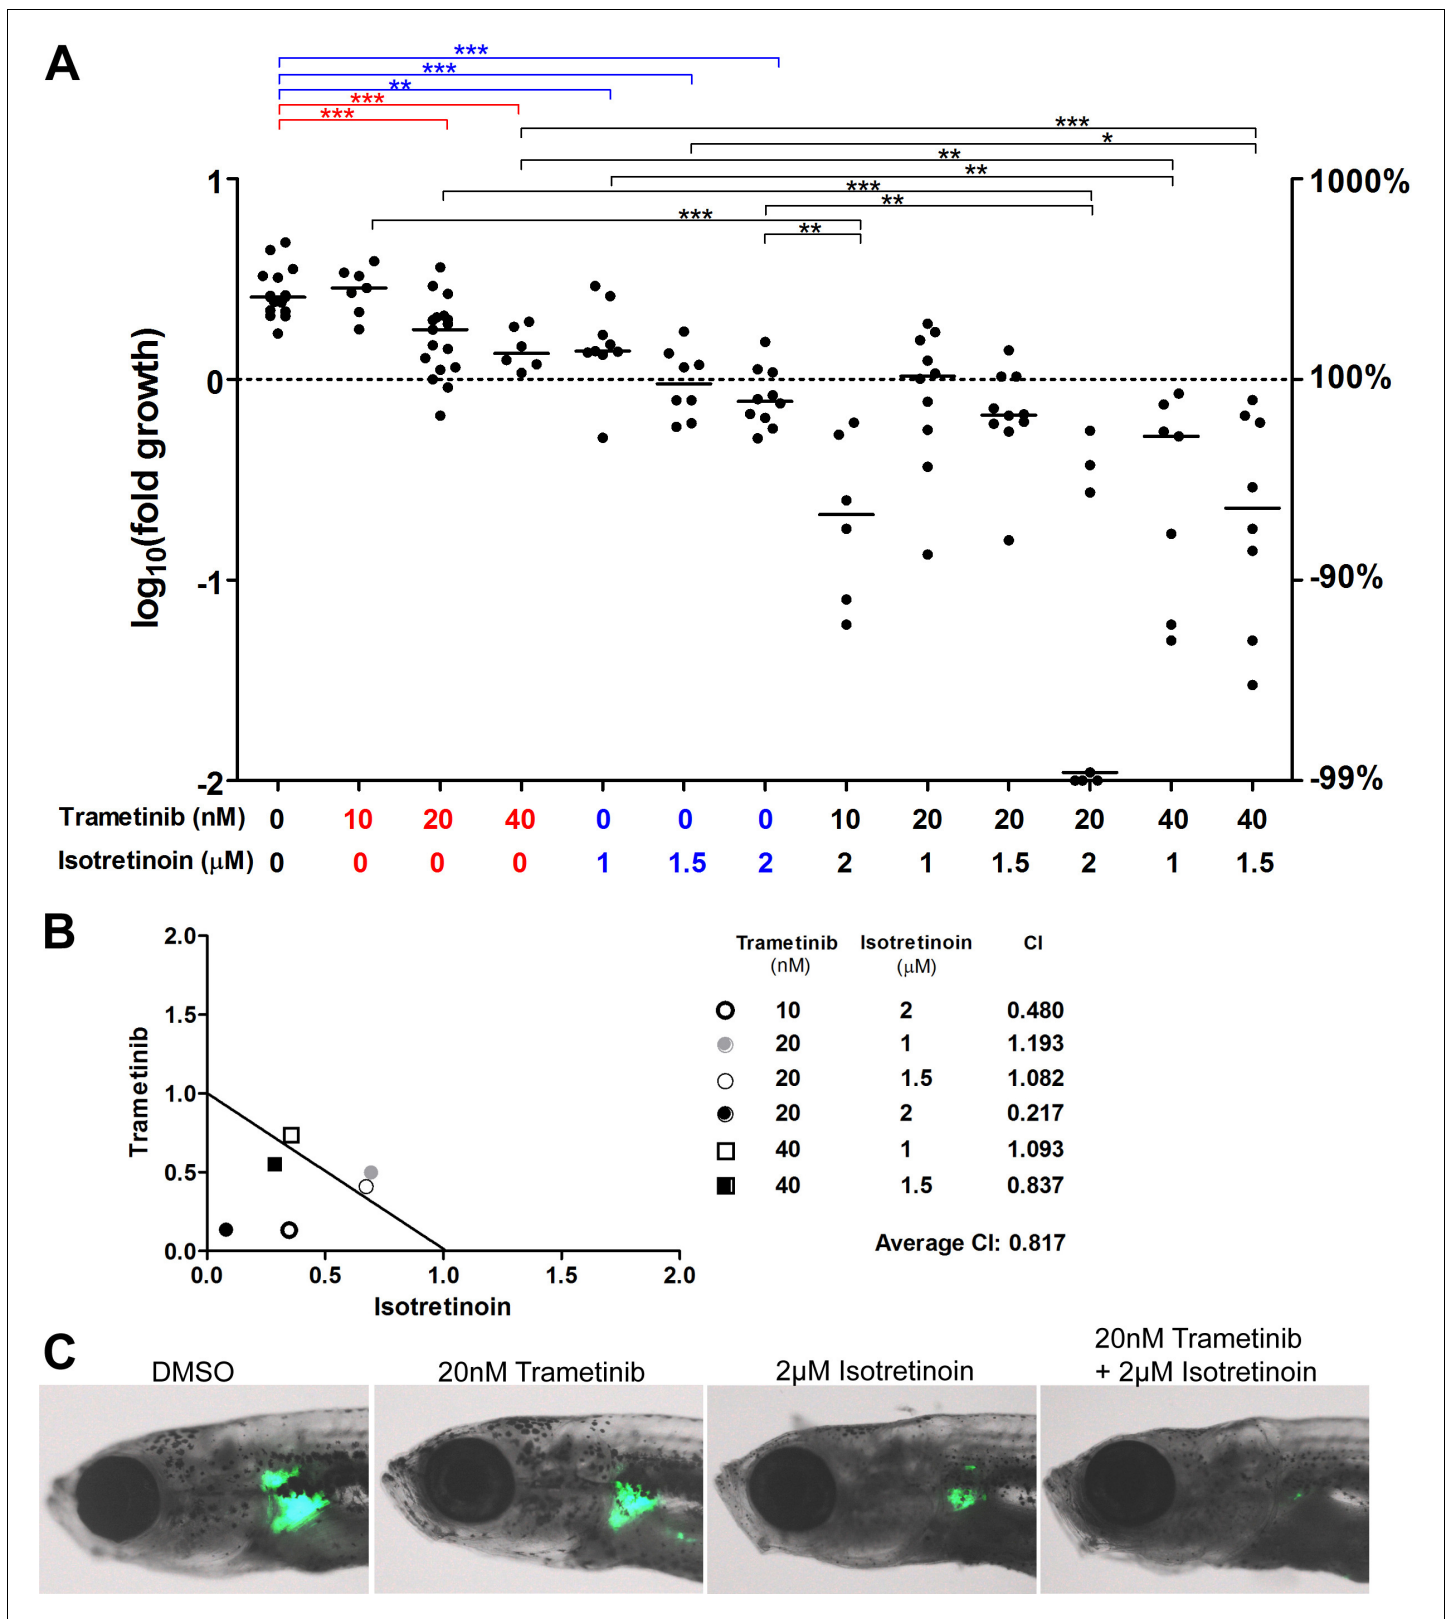 A
***
***
**
***
***
***
*
**
**
***
**
***
**
1
1000%
0
100%
-1
-90%
-2
-99%
log10(fold growth)
Trametinib (nM) 0 10 20 40 0 0 0 10 20 20 20 40 40
Isotretinoin (μM) 0 0 0 0 1 1.5 2 2 1 1.5 2 1 1.5
B
2.0
1.5
1.0
0.5
0.0
Trametinib
0.0 0.5 1.0 1.5 2.0
Isotretinoin
Trametinib Isotretinoin CI
(nM) (μM)
10 2 0.480
20 1 1.193
20 1.5 1.082
20 2 0.217
40 1 1.093
40 1.5 0.837
Average CI: 0.817
C
DMSO
20nM Trametinib
2μM Isotretinoin
20nM Trametinib
+ 2μM Isotretinoin